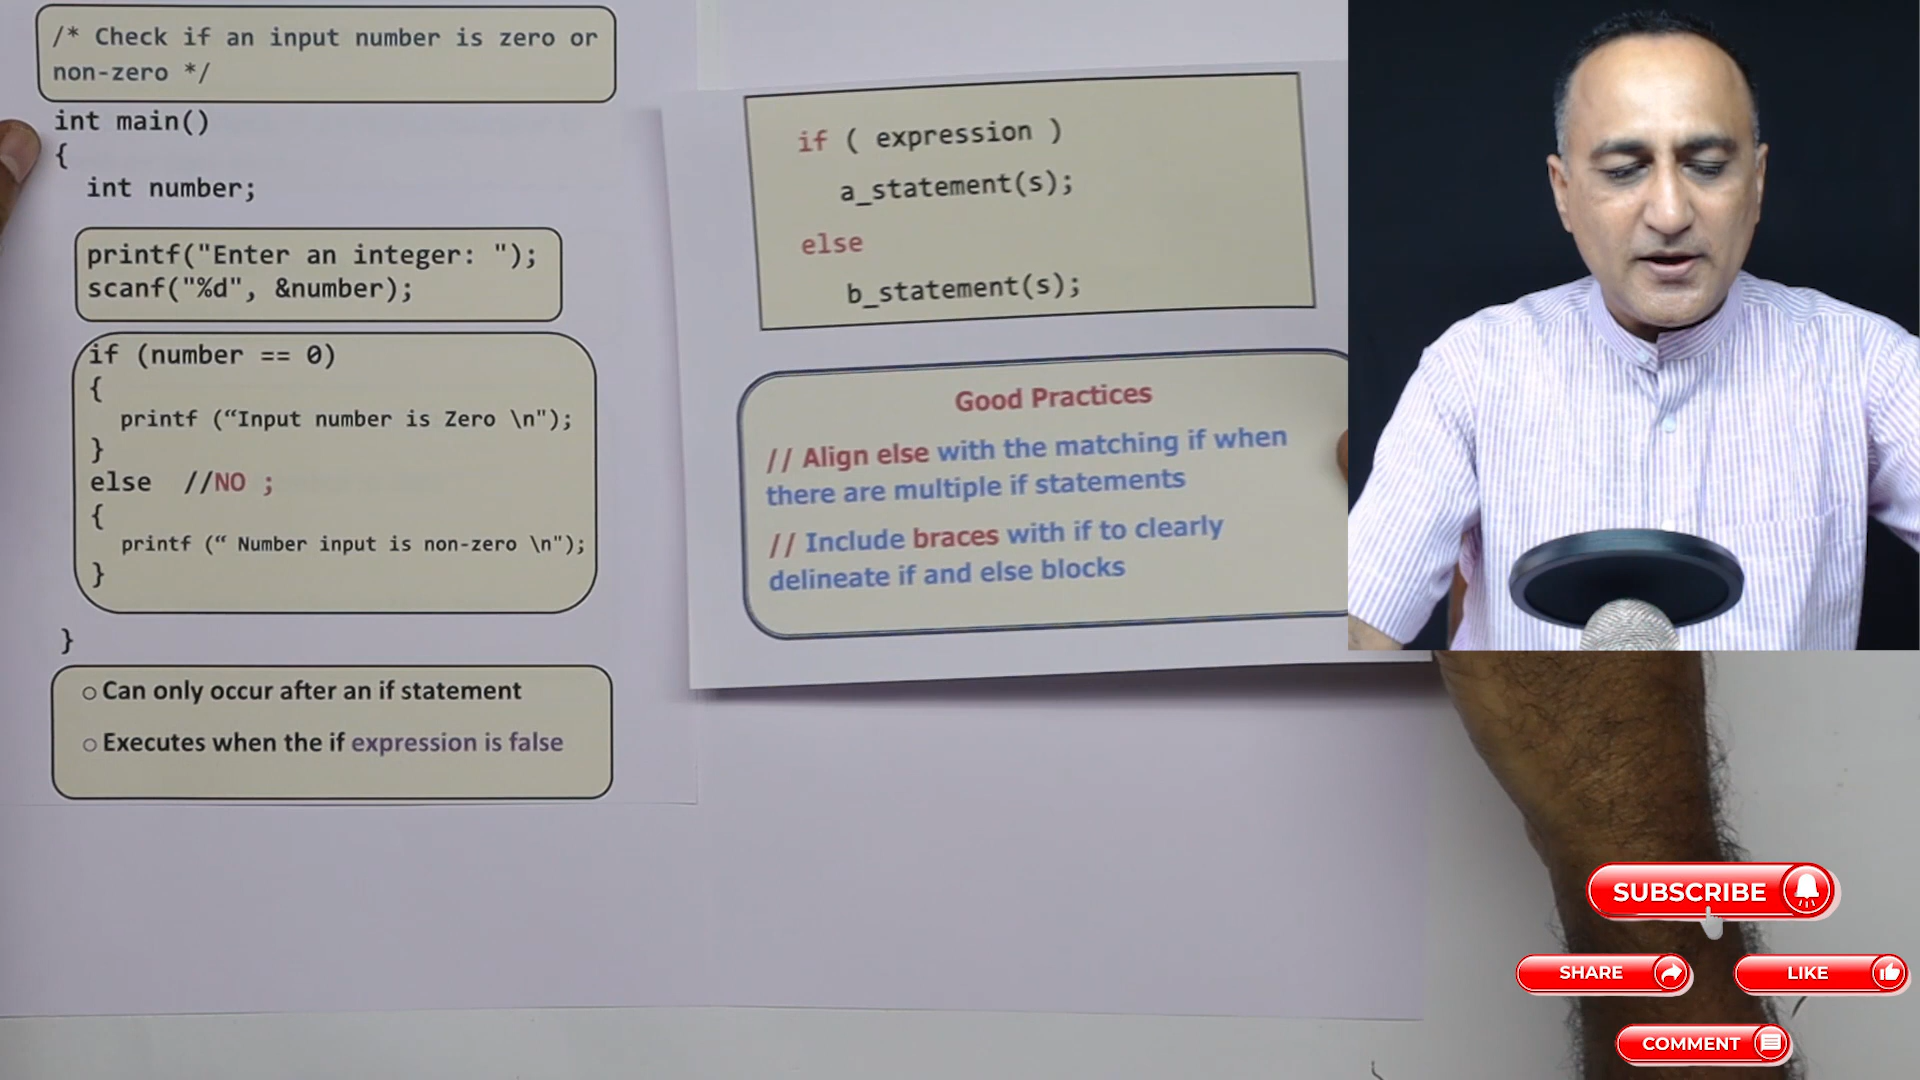 /* Check if an input number is zero or
non-zero */
int main()
{
int number;
printf("Enter an integer: ");
scanf("%d", &number);
if (number == 0)
{
printf (“Input number is Zero \n");
}
else //NO ;
{
printf (“ Number input is non-zero \n");
}
}
○ Can only occur after an if statement
○ Executes when the if expression is false
if ( expression )
a_statement(s);
else
b_statement(s);
Good Practices
// Align else with the matching if when
there are multiple if statements
// Include braces with if to clearly
delineate if and else blocks
SUBSCRIBE
SHARE
LIKE
COMMENT